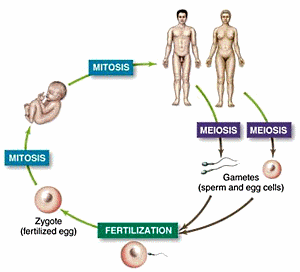 MITOSIS
MEIOSIS
MEIOSIS
MITOSIS
Gametes
(sperm and egg cells)
Zygote
(fertilized egg)
FERTILIZATION